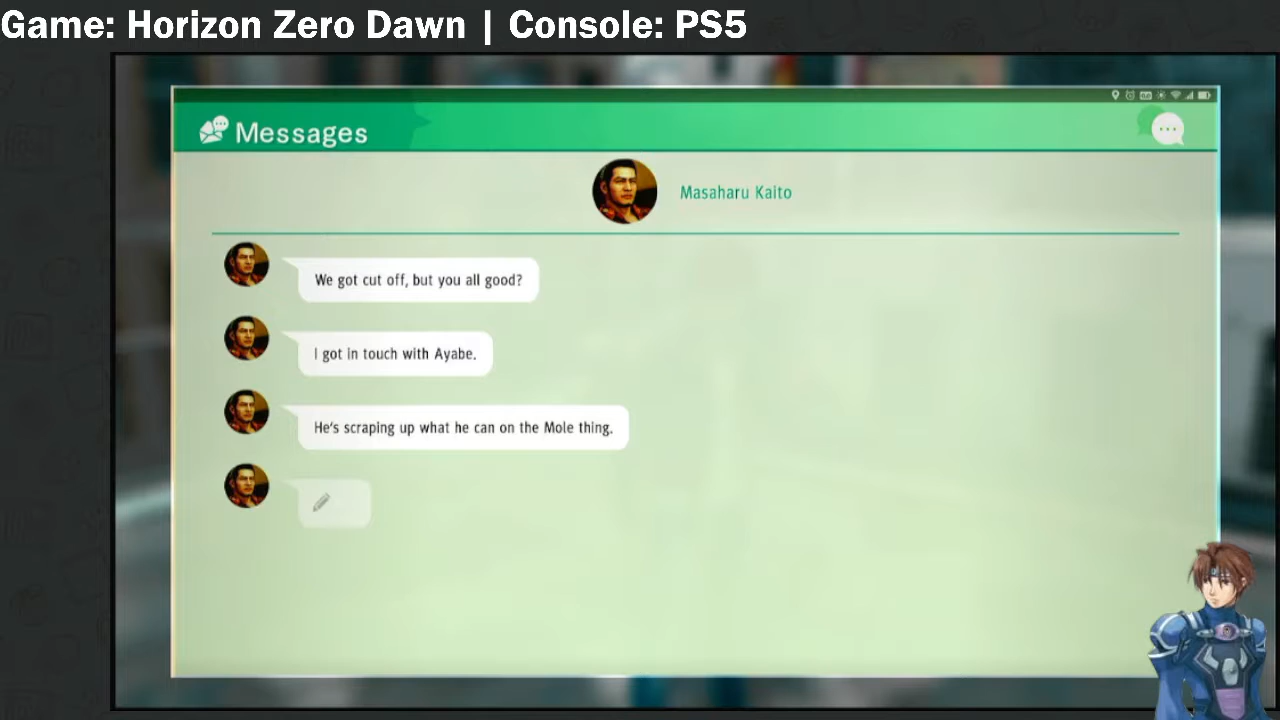 Game: Horizon Zero Dawn | Console: PS5
Messages
Masaharu Kaito
We got cut off, but you all good?
I got in touch with Ayabe.
He's scraping up what he can on the Mole thing.